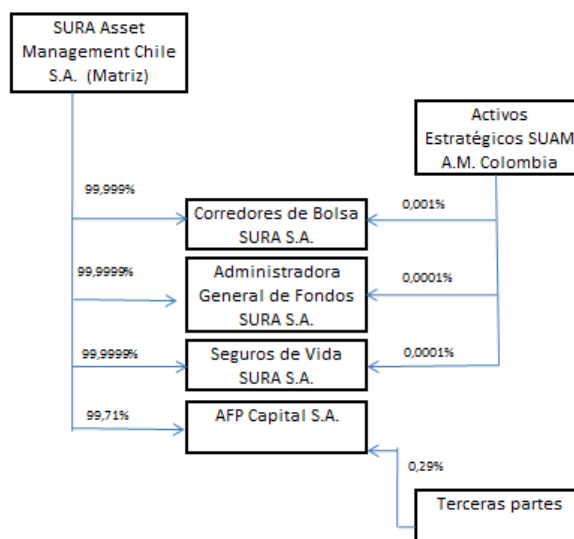 SURA Asset
Management Chile
S.A. (Matriz)
Activos
Estratégicos SUAM
A.M. Colombia
99,999%
0,001%
Corredores de Bolsa
SURA S.A.
99,9999%
0,0001%
Administradora
General de Fondos
SURA S.A.
99,9999%
0,0001%
Seguros de Vida
SURA S.A.
99,71%
AFP Capital S.A.
0,29%
Terceras partes